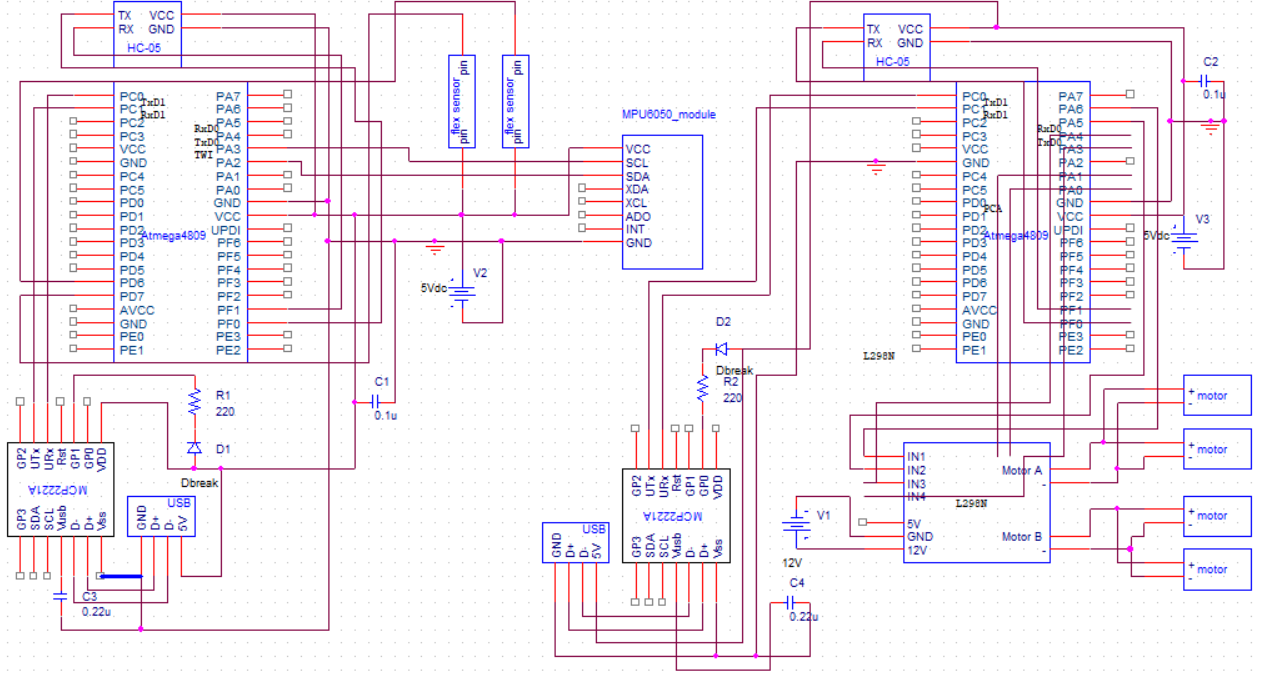 TX VCC
RX GND
HC-05
PC0 PA7
PC1 PA6
PC2 PA5
PC3 PA4
VCC PA3
GND PA2
PC4 PA1
PC5 PA0
PD0 GND
PD1 VCC
PD2 UPDI
PD3 PF6
PD4 PF5
PD5 PF4
PD6 PF3
PD7 PF2
AVCC PF1
GND PF0
PE0 PE3
PE1 PE2
TxD1
RxD1
RxD0
TxD0
TWI
Atmega4809
flex sensor
pin
pin
flex sensor
pin
pin
MPU6050_module
VCC
SCL
SDA
XDA
XCL
ADO
INT
GND
V2
5Vdc
C1
0.1u
R1
220
D1
Dbreak
GP2 UTx URx Rst GP1 GP0 VDD
MCP2221A
GP3 SDA SCL Vusb D- D+ Vss
USB
GND D+ D- 5V
C3
0.22u
TX VCC
RX GND
HC-05
C2
0.1u
PC0 PA7
PC1 PA6
PC2 PA5
PC3 PA4
VCC PA3
GND PA2
PC4 PA1
PC5 PA0
PD0 GND
PD1 VCC
PD2 UPDI
PD3 PF6
PD4 PF5
PD5 PF4
PD6 PF3
PD7 PF2
AVCC PF1
GND PF0
PE0 PE3
PE1 PE2
TxD1
RxD1
RxD0
TxD0
PCA
Atmega4809
V3
5Vdc
L298N
D2
Dbreak
R2
220
GP2 UTx URx Rst GP1 GP0 VDD
MCP2221A
GP3 SDA SCL Vusb D- D+ Vss
USB
GND D+ D- 5V
C4
0.22u
V1
12V
IN1
IN2 Motor A
IN3 -
IN4
L298N
5V
GND Motor B
12V -
+ motor
-
+ motor
-
+ motor
-
+ motor
-